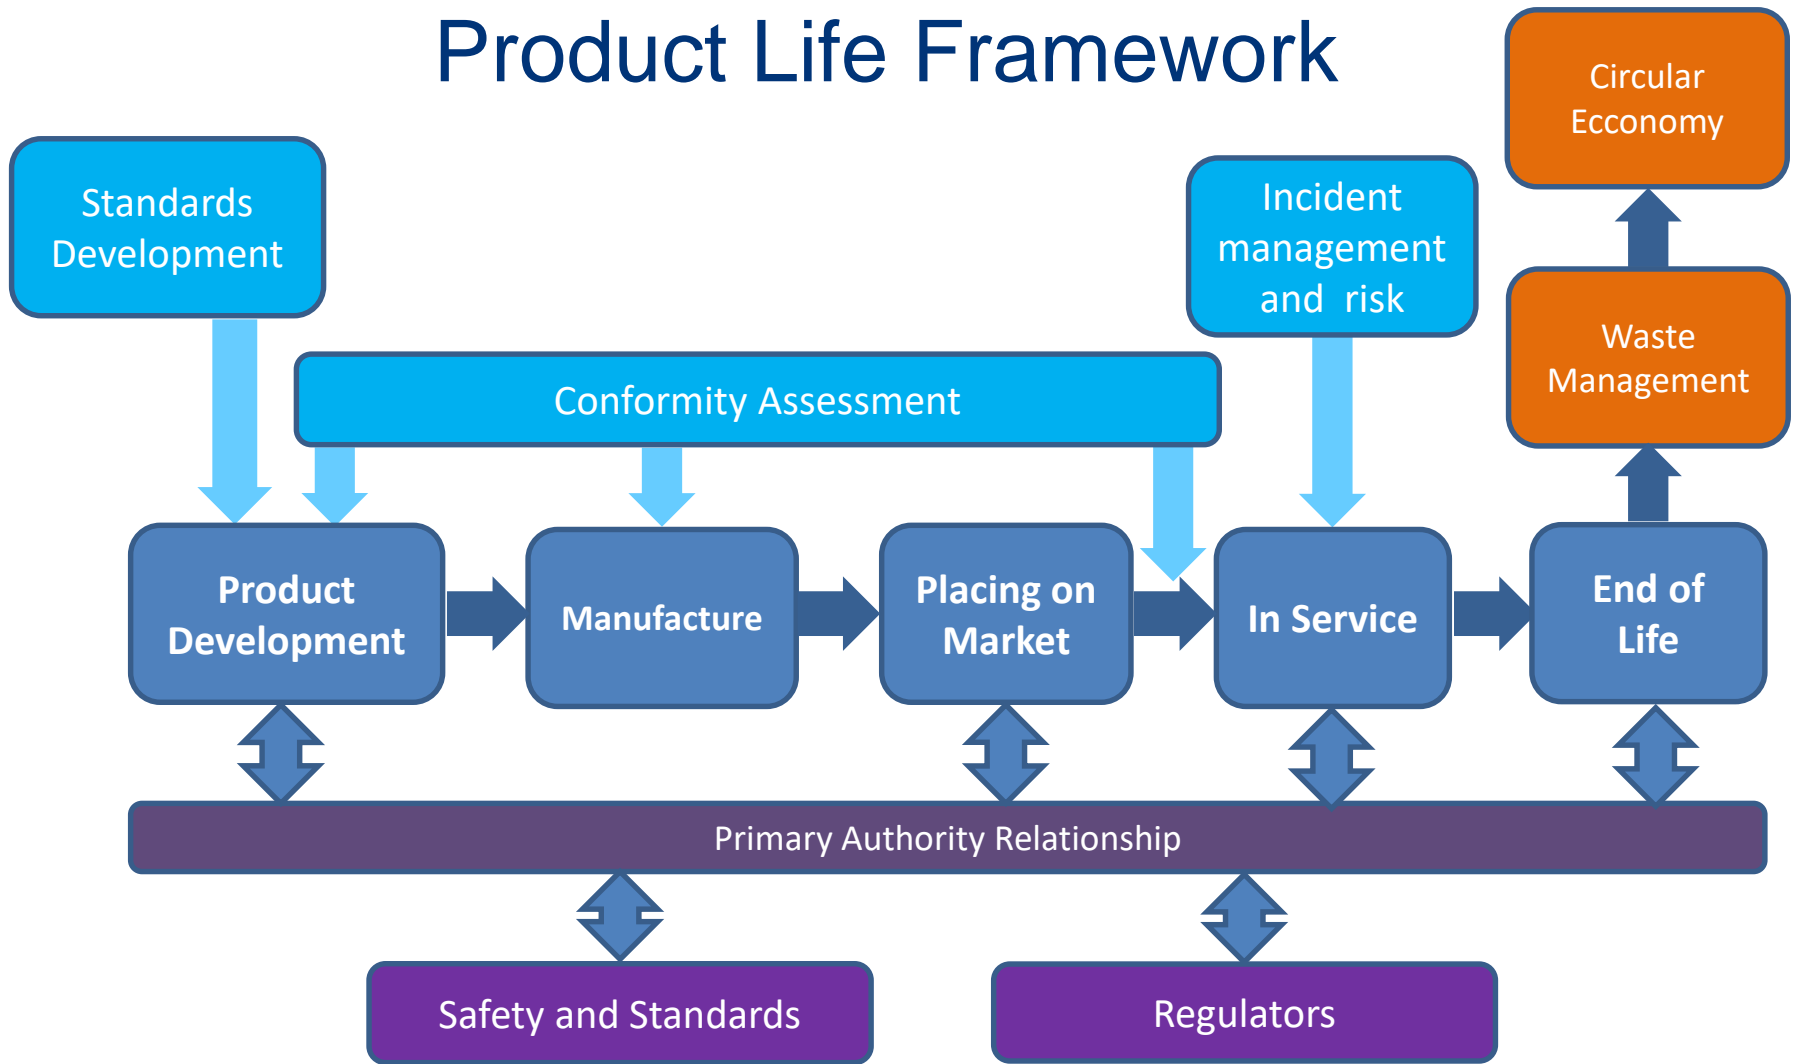 Product Life Framework
Circular
Ecconomy
Standards
Development
Incident
management
and risk
Waste
Management
Conformity Assessment
Product
Development
Manufacture
Placing on
Market
In Service
End of
Life
Primary Authority Relationship
Safety and Standards
Regulators